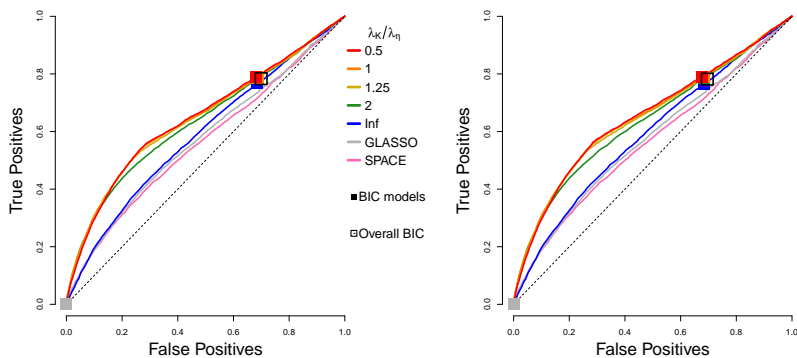 True Positives
1.0
0.8
0.6
0.4
0.2
0.0
0.0 0.2 0.4 0.6 0.8 1.0
False Positives
λK/λη
0.5
1
1.25
2
Inf
GLASSO
SPACE
BIC models
Overall BIC
True Positives
1.0
0.8
0.6
0.4
0.2
0.0
0.0 0.2 0.4 0.6 0.8 1.0
False Positives